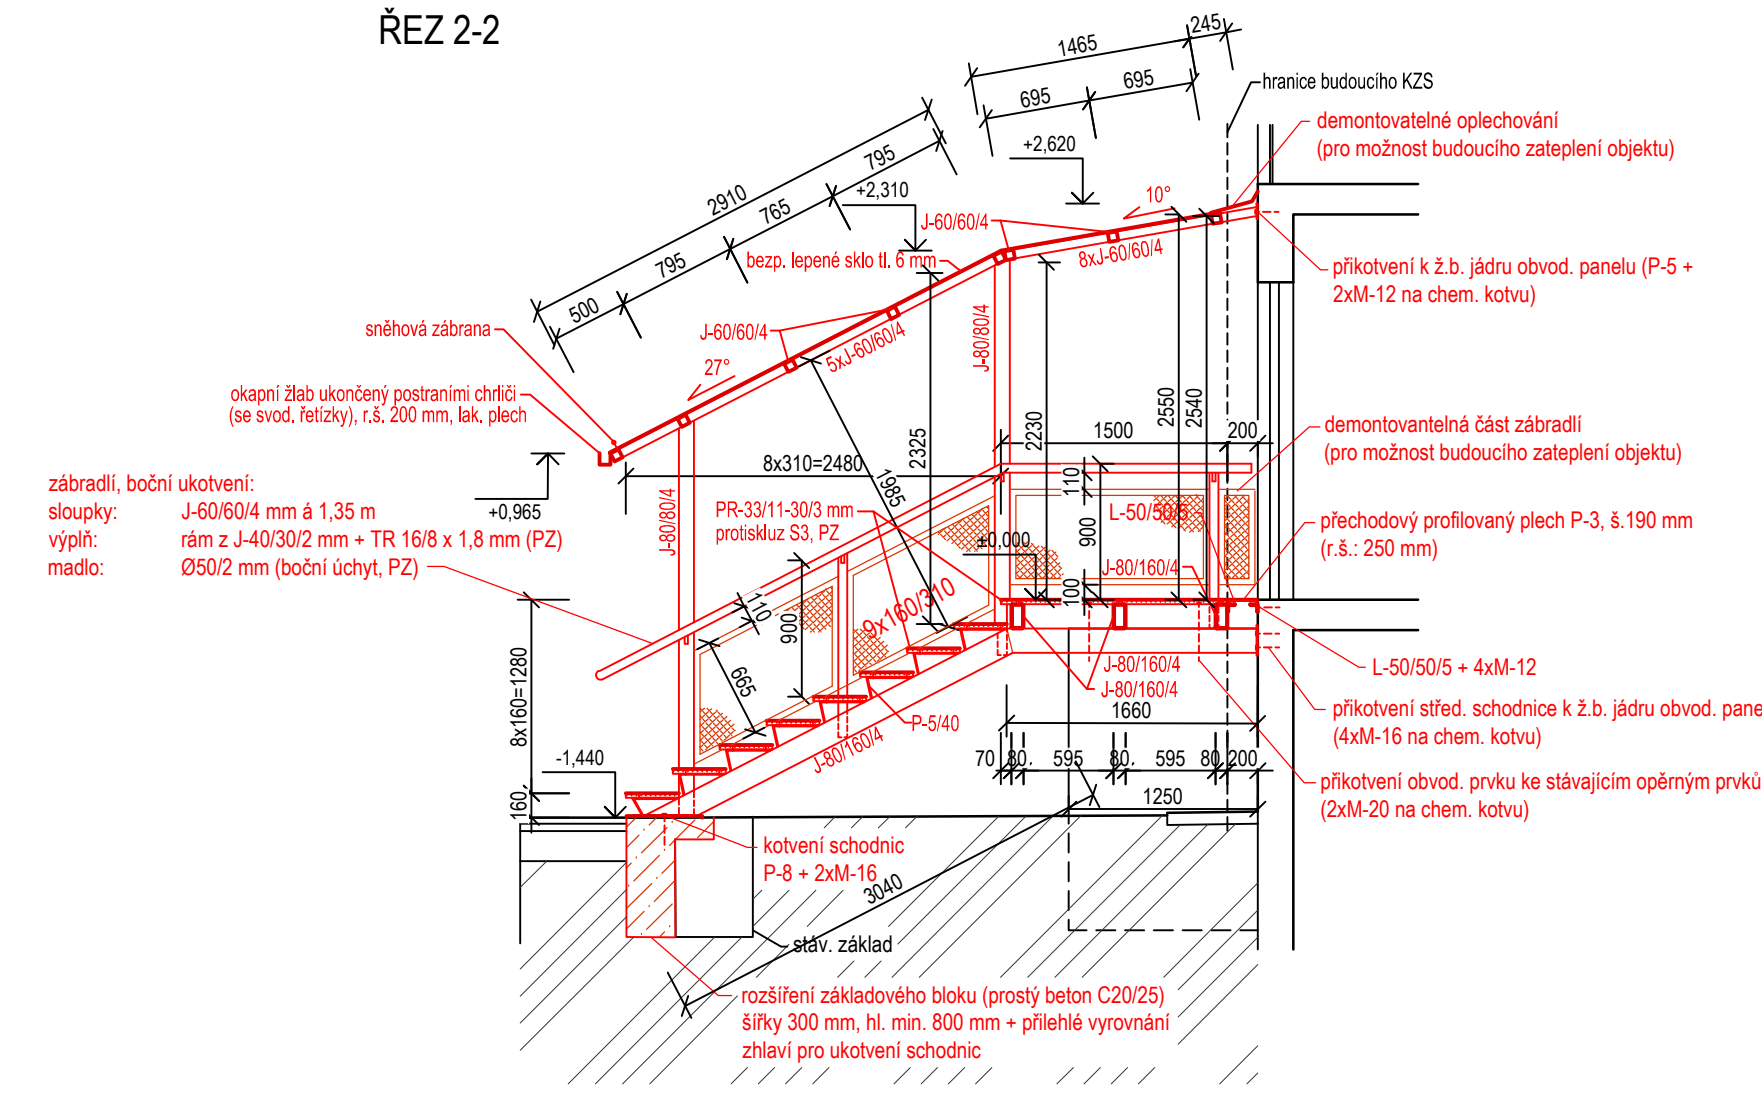 ŘEZ 2-2
245
1465
695
695
hranice budoucího KZS
demontovatelné oplechování
(pro možnost budoucího zateplení objektu)
+2,620
795
2910
765
795
500
+2,310
10°
J-60/60/4
8xJ-60/60/4
bezp. lepené sklo tl. 6 mm
přikotvení k ž.b. jádru obvod. panelu (P-5 +
2xM-12 na chem. kotvu)
sněhová zábrana
J-60/60/4
5xJ-60/60/4
27°
J-80/80/4
okapní žlab ukončený postraními chrliči
(se svod. řetízky), r.š. 200 mm, lak. plech
2550
2540
2230
2325
1500
200
demontovantelná část zábradlí
(pro možnost budoucího zateplení objektu)
8x310=2480
1985
zábradlí, boční ukotvení:
sloupky: J-60/60/4 mm á 1,35 m
výplň: rám z J-40/30/2 mm + TR 16/8 x 1,8 mm (PZ)
madlo: Ø50/2 mm (boční úchyt, PZ)
+0,965
J-80/80/4
PR-33/11-30/3 mm
protiskluz S3, PZ
110
900
100
L-50/50/5
±0,000
přechodový profilovaný plech P-3, š.190 mm
(r.š.: 250 mm)
J-80/160/4
9x160/310
110
900
665
8x160=1280
160
-1,440
P-5/40
J-80/160/4
J-80/160/4
J-80/160/4
L-50/50/5 + 4xM-12
1660
přikotvení střed. schodnice k ž.b. jádru obvod. pane
(4xM-16 na chem. kotvu)
70
80
595
80
595
80
200
přikotvení obvod. prvku ke stávajícím opěrným prvků
(2xM-20 na chem. kotvu)
1250
kotvení schodnic
P-8 + 2xM-16
3040
stáv. základ
rozšíření základového bloku (prostý beton C20/25)
šířky 300 mm, hl. min. 800 mm + přilehlé vyrovnání
zhlaví pro ukotvení schodnic